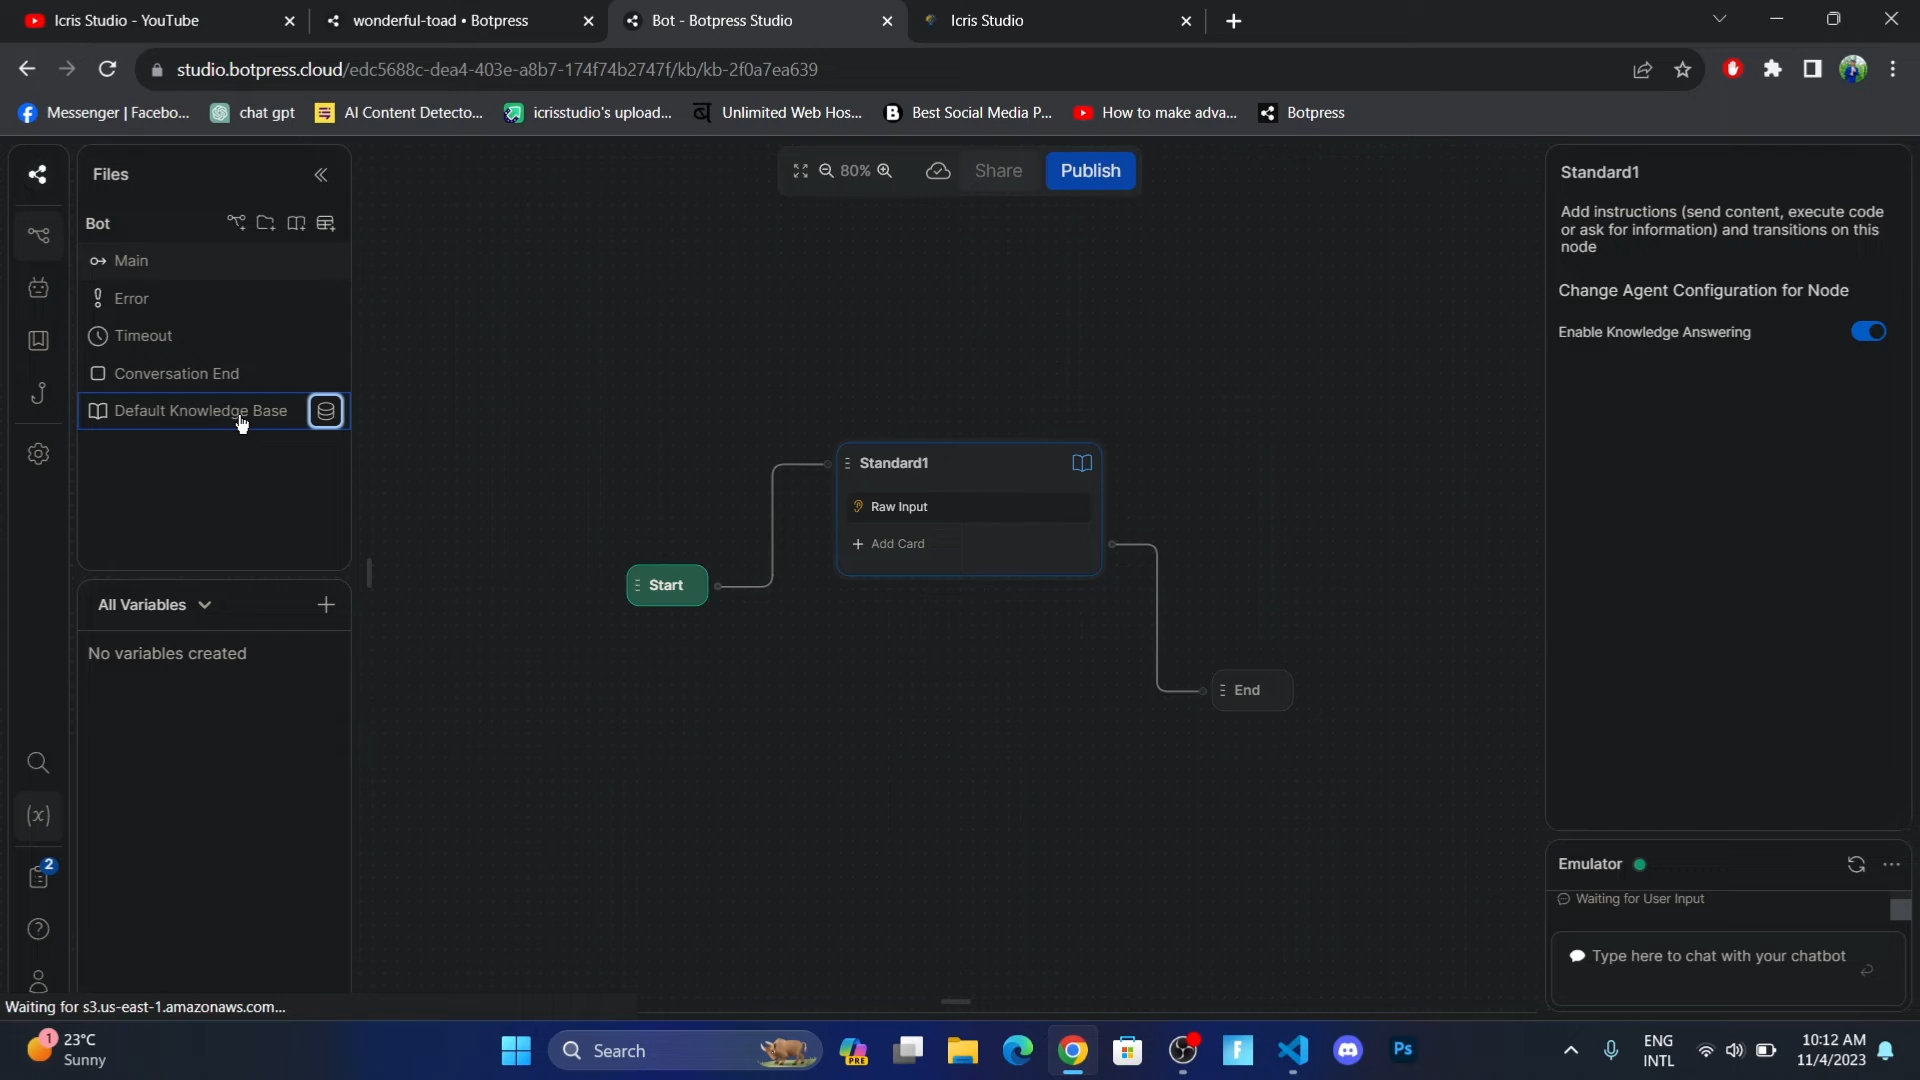 Icris Studio - YouTube
wonderful-toad • Botpress
Bot - Botpress Studio
Icris Studio
studio.botpress.cloud/edc5688c-dea4-403e-a8b7-174f74b2747f/kb/kb-2f0a7ea639
Messenger | Facebo...
chat gpt
AI Content Detecto...
icrisstudio's upload...
Unlimited Web Hos...
Best Social Media P...
How to make adva...
Botpress
Files
Bot
Main
Error
Timeout
Conversation End
Default Knowledge Base
All Variables
No variables created
(x)
2
80%
Share
Publish
Start
Standard1
Raw Input
Add Card
End
Standard1
Add instructions (send content, execute code
or ask for information) and transitions on this
node
Change Agent Configuration for Node
Enable Knowledge Answering
Emulator
Waiting for User Input
Type here to chat with your chatbot
Waiting for s3.us-east-1.amazonaws.com...
1
23°C
Sunny
Search
PRE
F
Ps
ENG
INTL
10:12 AM
11/4/2023